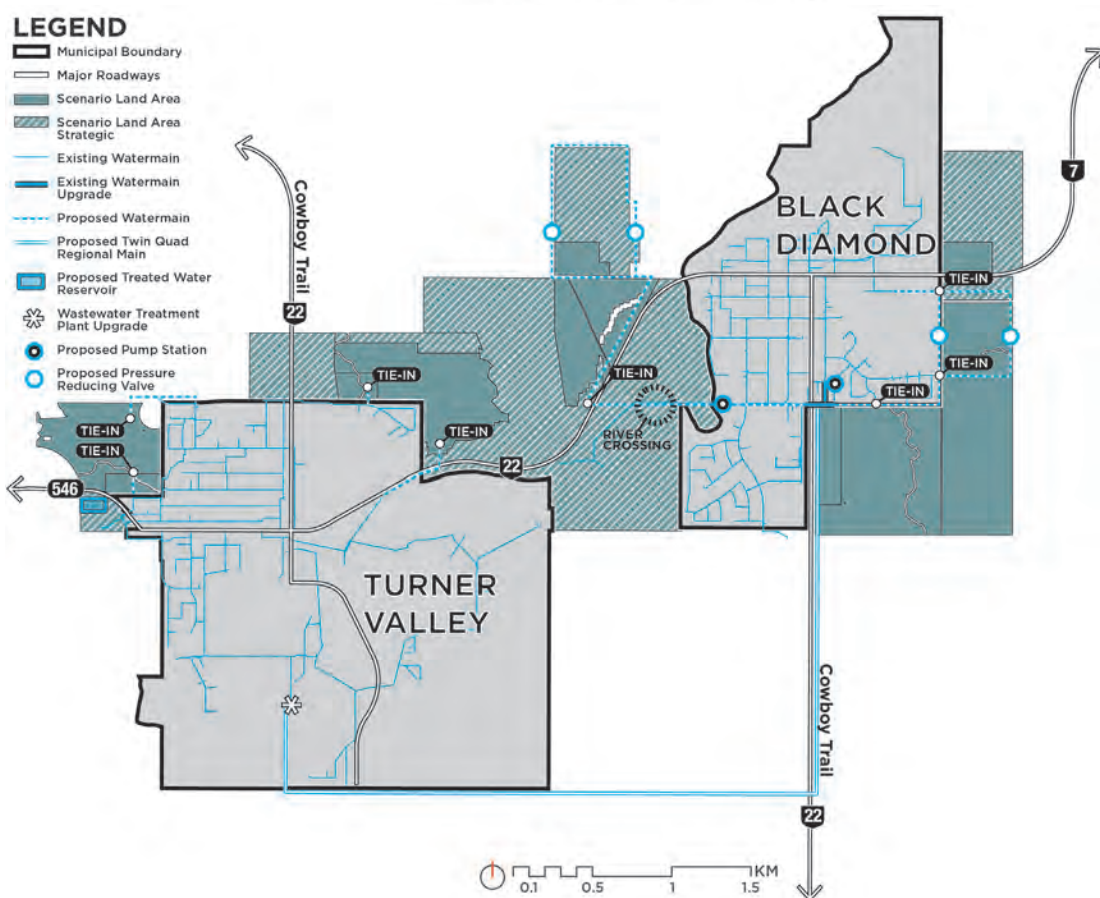 LEGEND
Municipal Boundary
Major Roadways
Scenario Land Area
Scenario Land Area
Strategic
Existing Watermain
Existing Watermain
Upgrade
Proposed Watermain
Proposed Twin Quad
Regional Main
Proposed Treated Water
Reservoir
Wastewater Treatment
Plant Upgrade
Proposed Pump Station
Proposed Pressure
Reducing Valve
Cowboy Trail
22
7
BLACK
DIAMOND
TIE-IN
TIE-IN
TIE-IN
TIE-IN
TIE-IN
TIE-IN
TIE-IN
TIE-IN
RIVER
CROSSING
22
546
TURNER
VALLEY
Cowboy Trail
22
0.1
0.5
1
1.5
KM